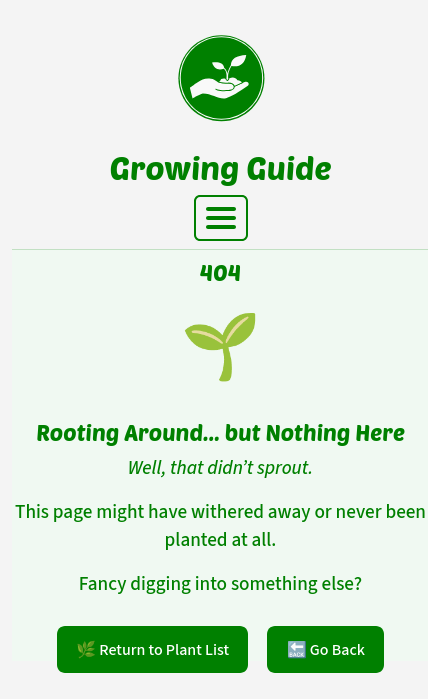 Growing Guide
404
Rooting Around... but Nothing Here
Well, that didn’t sprout.
This page might have withered away or never been
planted at all.
Fancy digging into something else?
🌿 Return to Plant List
🔙 Go Back